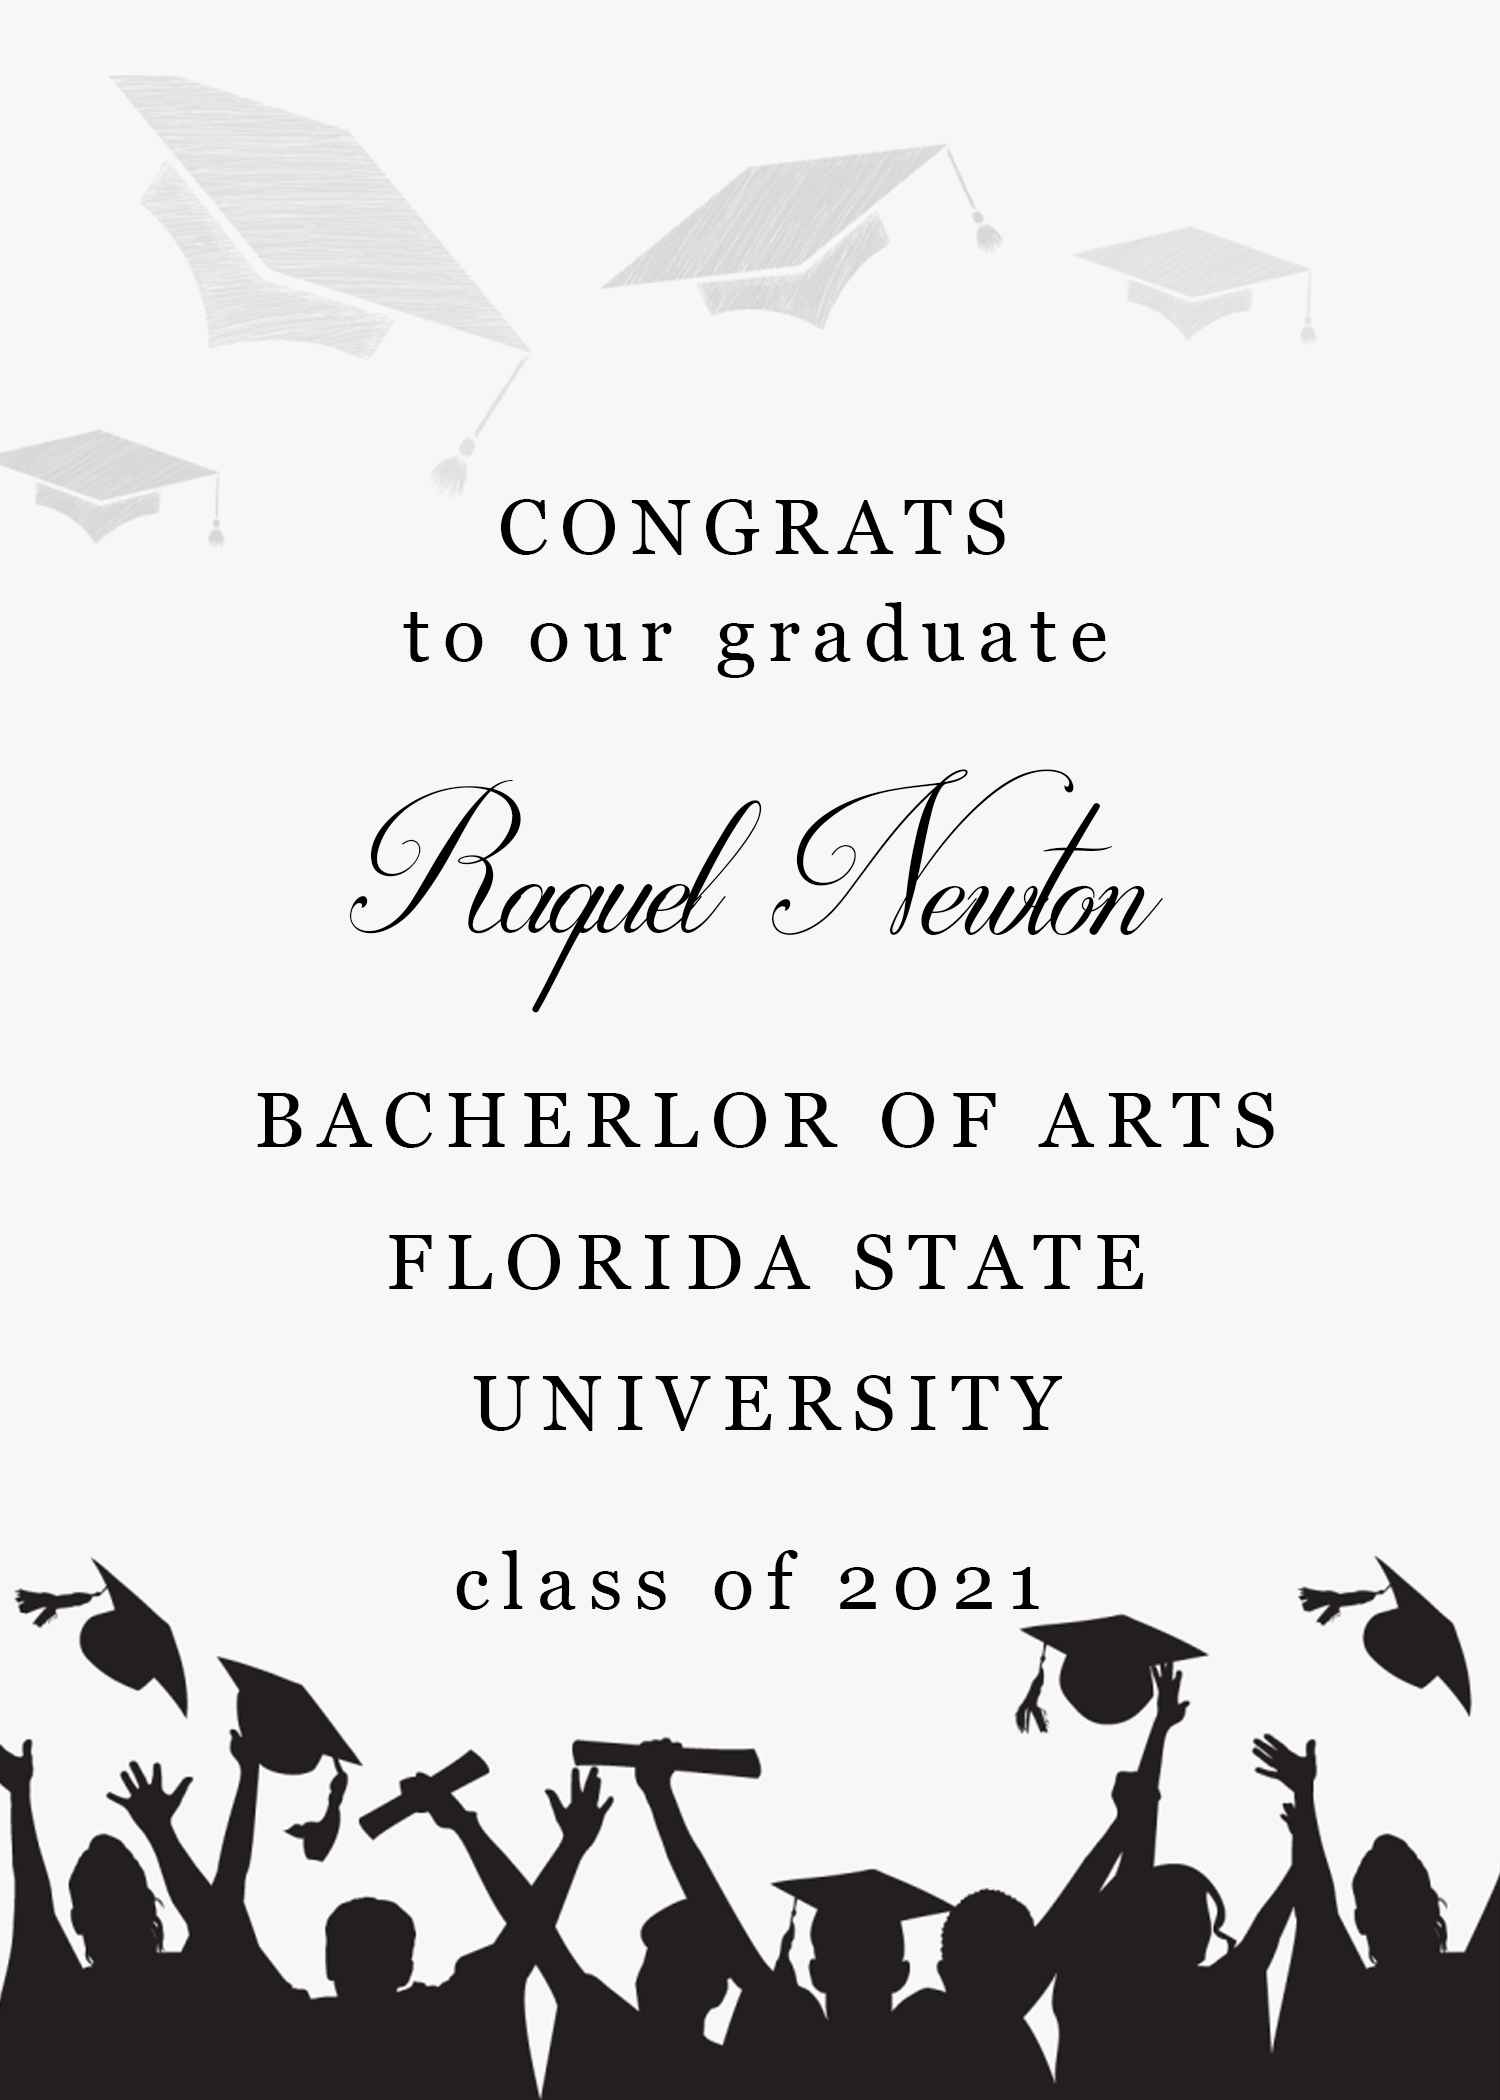 CONGRATS
to our graduate
Raquel Newton
BACHERLOR OF ARTS
FLORIDA STATE
UNIVERSITY
class of 2021